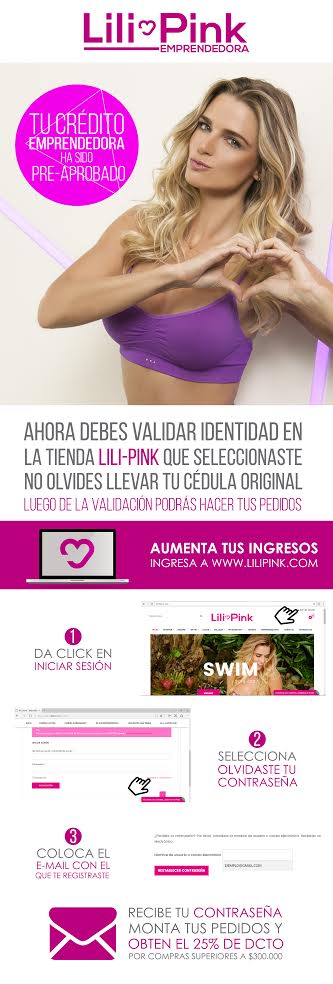 Lili Pink
EMPRENDEDORA
TU CRÉDITO
EMPRENDEDORA
HA SIDO
PRE-APROBADO
AHORA DEBES VALIDAR IDENTIDAD EN
LA TIENDA LILI-PINK QUE SELECCIONASTE
NO OLVIDES LLEVAR TU CÉDULA ORIGINAL
LUEGO DE LA VALIDACIÓN PODRÁS HACER TUS PEDIDOS
AUMENTA TUS INGRESOS
INGRESA A WWW.LILIPINK.COM
1
DA CLICK EN
INICIAR SESIÓN
Lili Pink
SWIM
2
SELECCIONA
OLVIDASTE TU
CONTRASEÑA
3
COLOCA EL
E-MAIL CON EL
QUE TE REGISTRASTE
RESTABLECER CONTRASEÑA
RECIBE TU CONTRASEÑA
MONTA TUS PEDIDOS Y
OBTEN EL 25% DE DCTO
POR COMPRAS SUPERIORES A $300.000